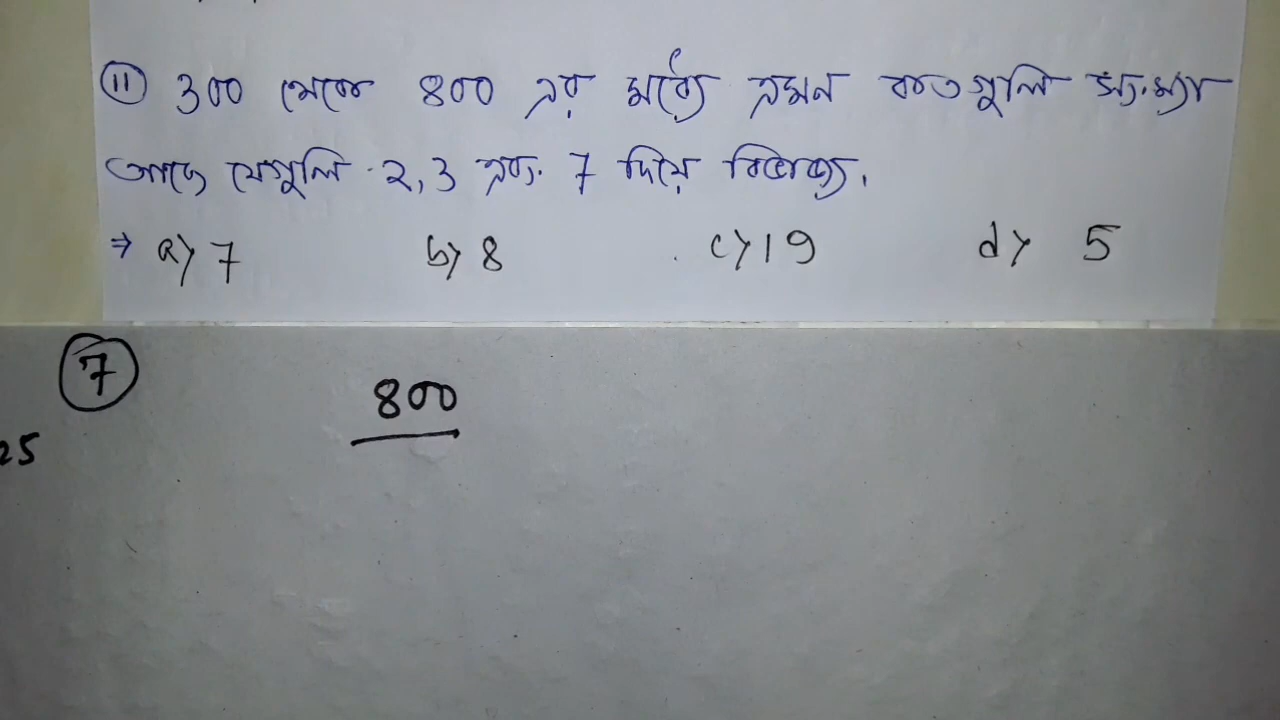 (11) 300 থেকে 800 এর মধ্যে এমন কতগুলি সংখ্যা
আছে যেগুলি 2, 3 এবং 7 দিয়ে বিভাজ্য.
⇒ a> 7 b> 8 c> 19 d> 5
(7) 800
25